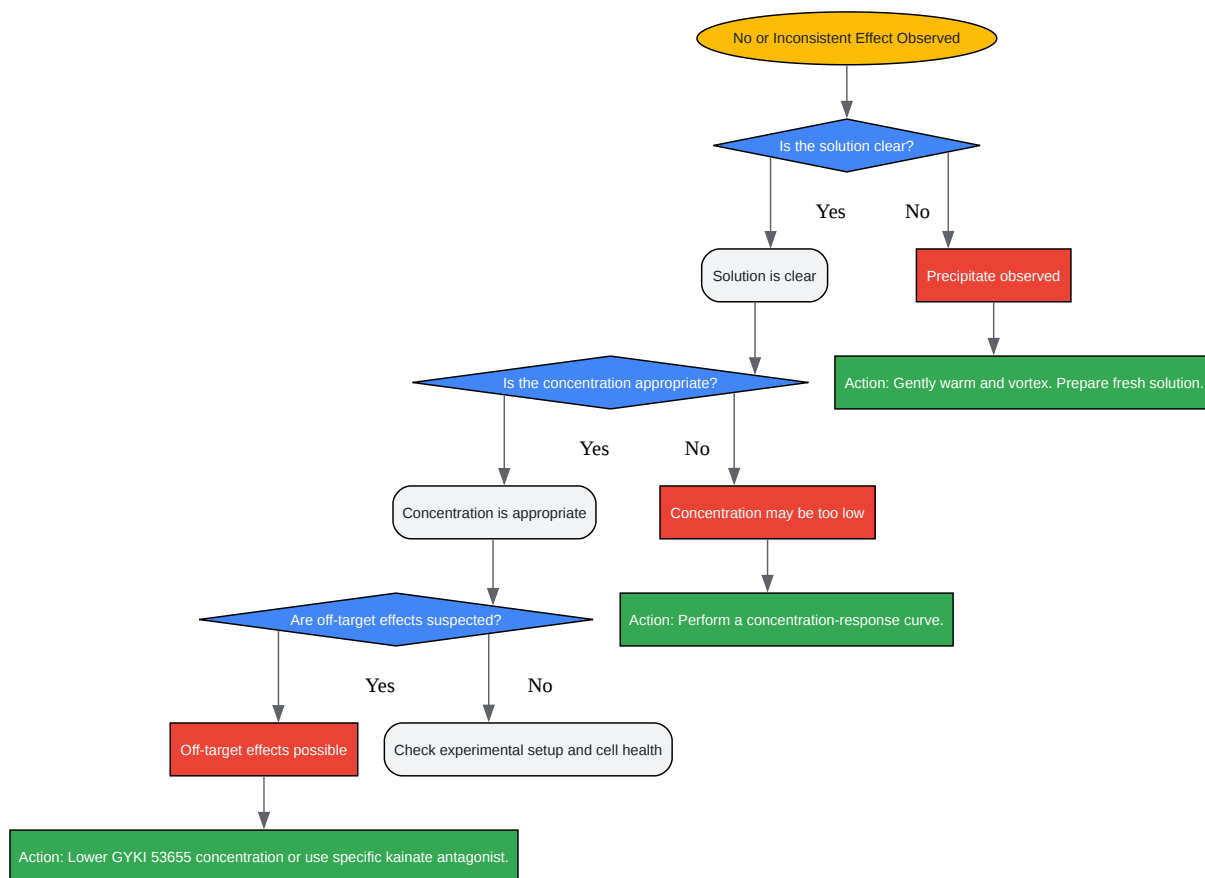 No or Inconsistent Effect Observed
Is the solution clear?
Yes
No
Solution is clear
Precipitate observed
Is the concentration appropriate?
Action: Gently warm and vortex. Prepare fresh solution.
Yes
No
Concentration is appropriate
Concentration may be too low
Are off-target effects suspected?
Action: Perform a concentration-response curve.
Yes
No
Off-target effects possible
Check experimental setup and cell health
Action: Lower GYKI 53655 concentration or use specific kainate antagonist.